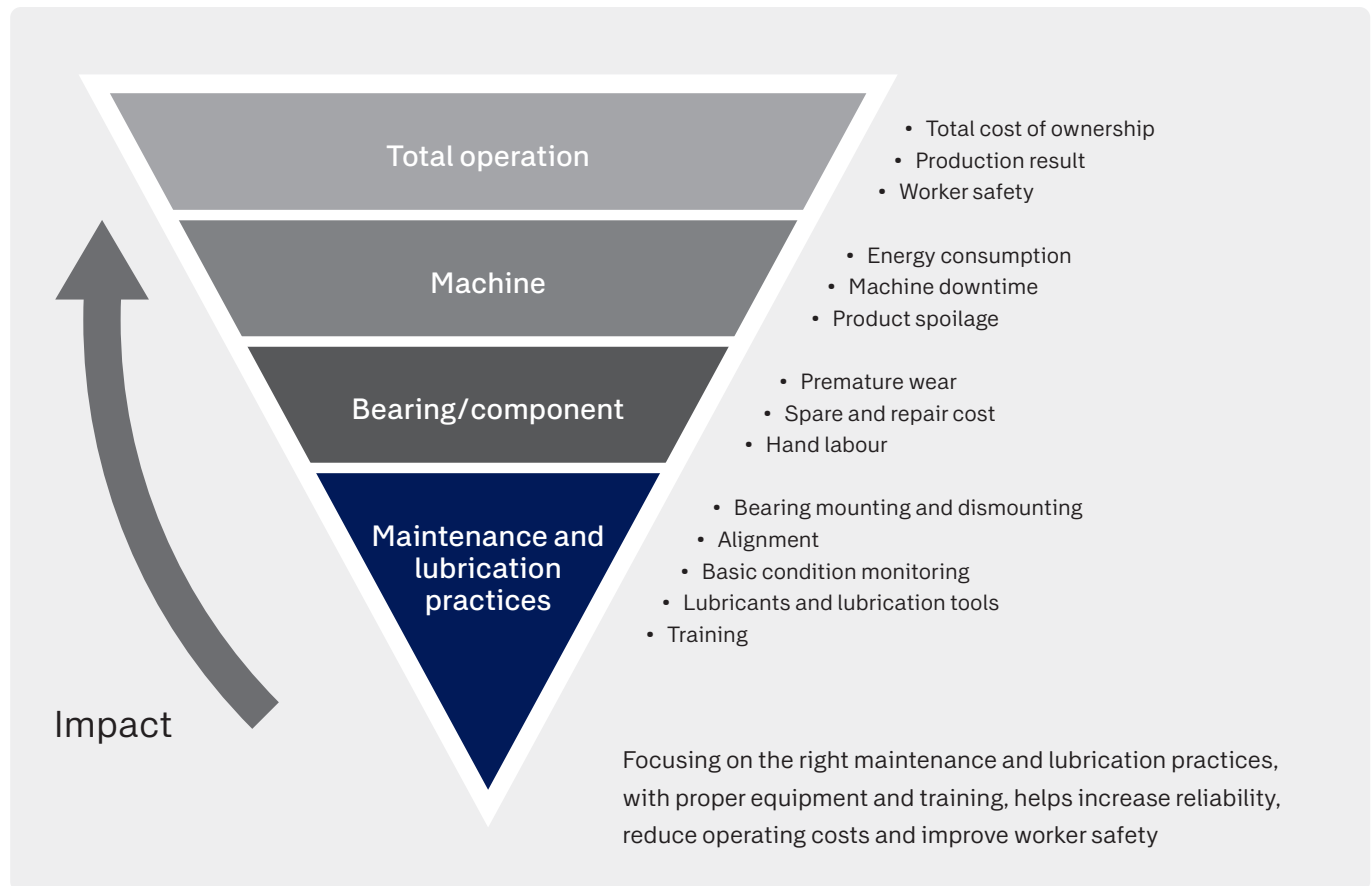 Total operation
• Total cost of ownership
• Production result
• Worker safety
Machine
• Energy consumption
• Machine downtime
• Product spoilage
Bearing/component
• Premature wear
• Spare and repair cost
• Hand labour
Maintenance and
lubrication
practices
• Bearing mounting and dismounting
• Alignment
• Basic condition monitoring
• Lubricants and lubrication tools
• Training
Impact
Focusing on the right maintenance and lubrication practices,
with proper equipment and training, helps increase reliability,
reduce operating costs and improve worker safety